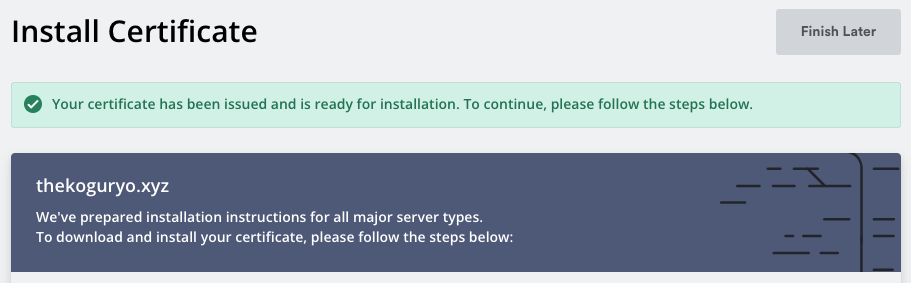 Install Certificate
Finish Later
Your certificate has been issued and is ready for installation. To continue, please follow the steps below.
thekoguryo.xyz
We've prepared installation instructions for all major server types.
To download and install your certificate, please follow the steps below: